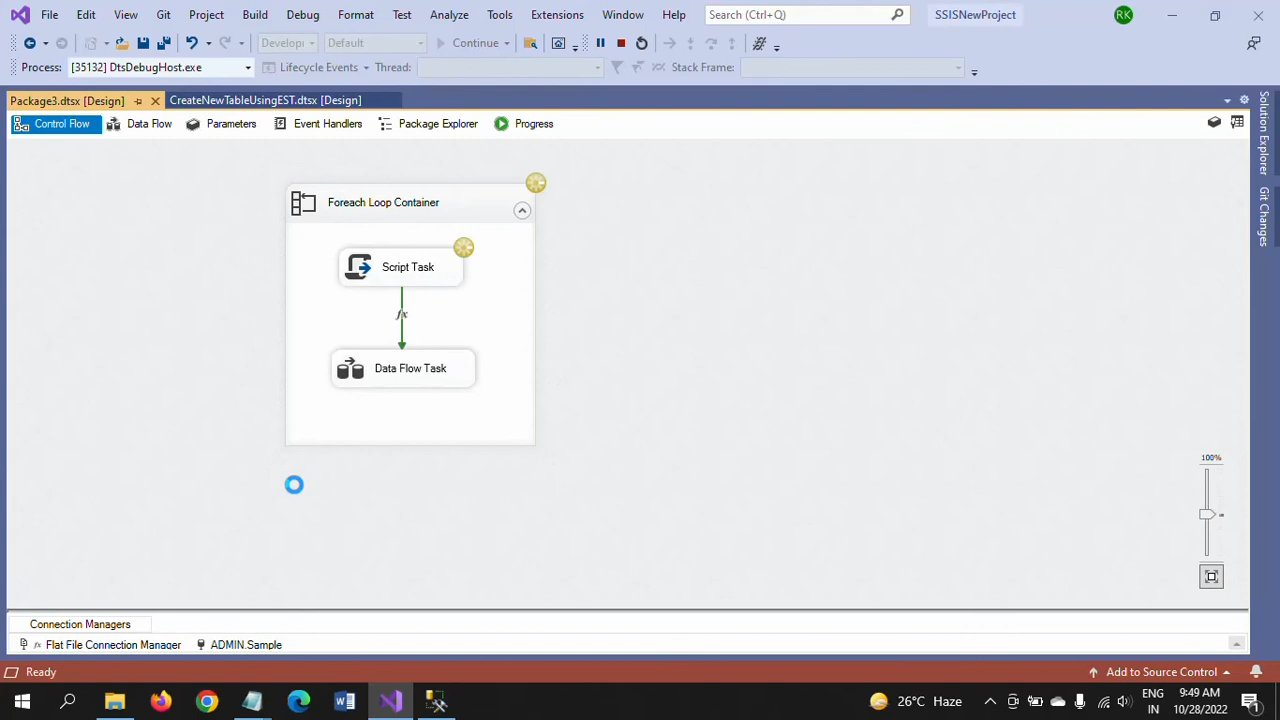 File Edit View Git Project Build Debug Format Test Analyze Tools Extensions Window Help Search (Ctrl+Q) SSISNewProject RK
Developi Default Continue
Process: [35132] DtsDebugHost.exe Lifecycle Events Thread: Stack Frame:
Package3.dtsx [Design] CreateNewTableUsingEST.dtsx [Design]
Control Flow Data Flow Parameters Event Handlers Package Explorer Progress
Solution Explorer
Git Changes
Foreach Loop Container
Script Task
fx
Data Flow Task
100%
Connection Managers
fx Flat File Connection Manager ADMIN.Sample
Ready Add to Source Control
26°C Haze ENG 9:49 AM
IN 10/28/2022 1